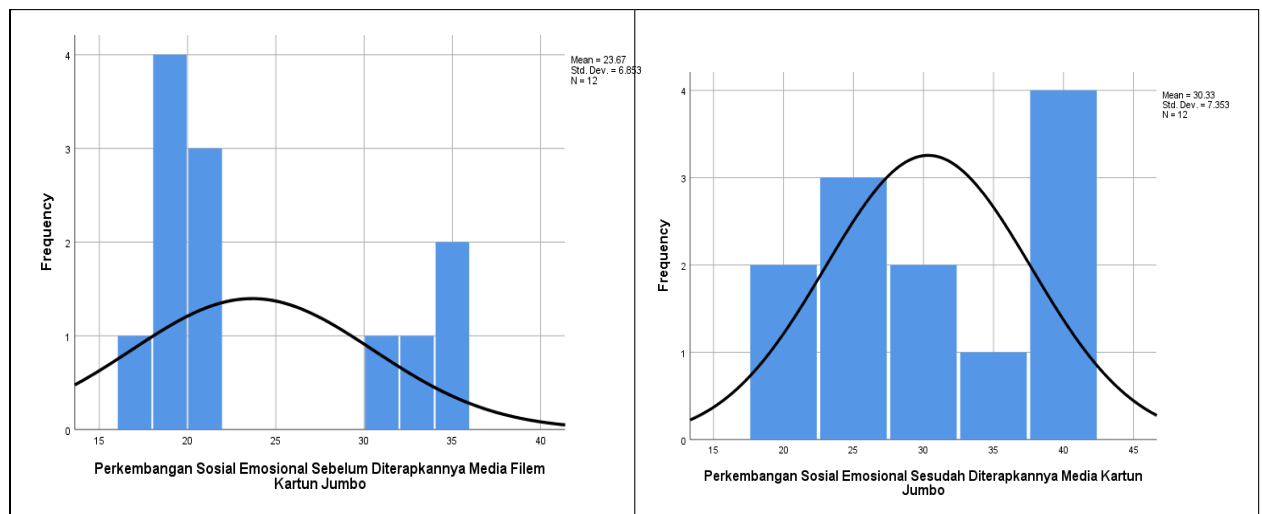 Mean = 23.67
Std. Dev. = 6.853
N = 12
4
3
2
1
0
Frequency
15 20 25 30 35 40
Perkembangan Sosial Emosional Sebelum Diterapkannya Media Filem
Kartun Jumbo
Mean = 30.33
Std. Dev. = 7.353
N = 12
4
3
2
1
0
Frequency
15 20 25 30 35 40 45
Perkembangan Sosial Emosional Sesudah Diterapkannya Media Kartun
Jumbo